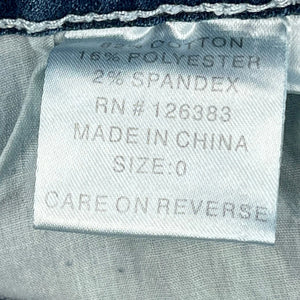 COTTON
16% POLYESTER
2% SPANDEX
RN # 126383
MADE IN CHINA
SIZE:0
CARE ON REVERSE